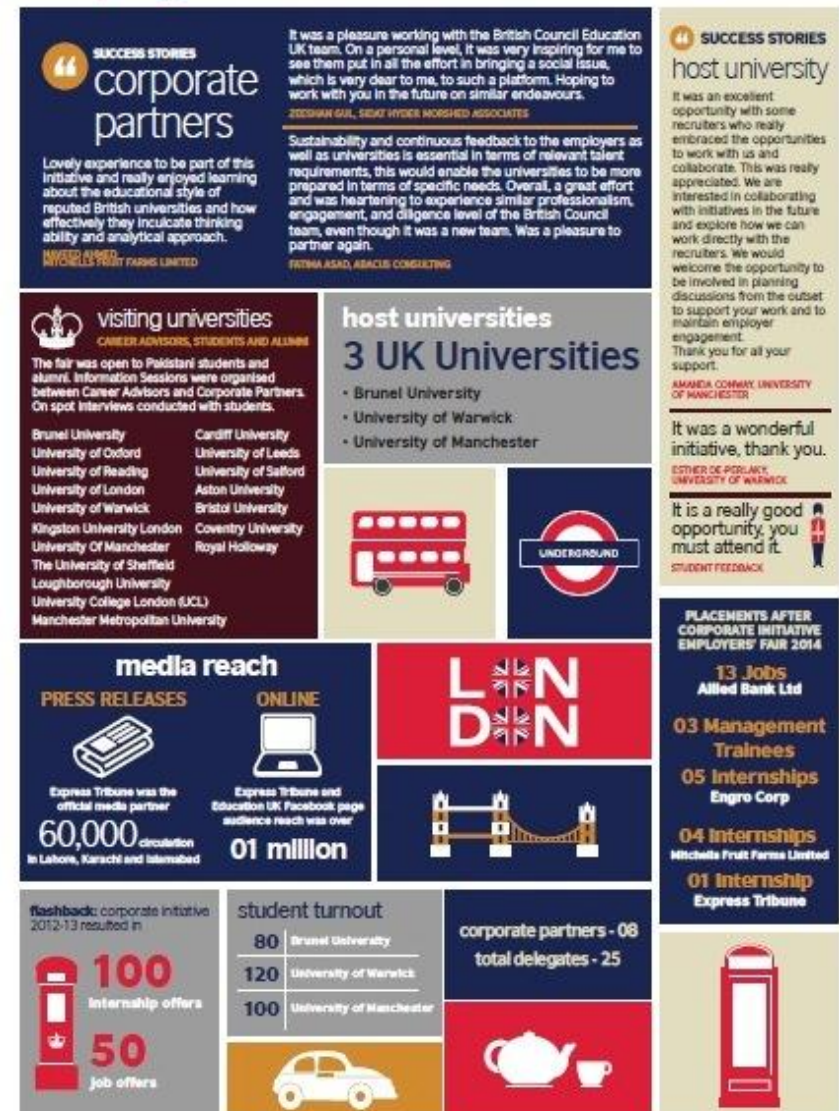 SUCCESS STORIES
corporate
partners
Lovely experience to be part of this
initiative and really enjoyed learning
about the educational style of
reputed British universities and how
effectively they inculcate thinking
ability and analytical approach.
NAVEED AHMED
MITCHELLS FRUIT FARMS LIMITED
It was a pleasure working with the British Council Education
UK team. On a personal level, it was very inspiring for me to
see them put in all the effort in bringing a social issue,
which is very dear to me, to such a platform. Hoping to
work with you in the future on similar endeavours.
ZEESHAN GUL, SIDAT HYDER MORSHED ASSOCIATES
Sustainability and continuous feedback to the employers as
well as universities is essential in terms of relevant talent
requirements, this would enable the universities to be more
prepared in terms of specific needs. Overall, a great effort
and was heartening to experience similar professionalism,
engagement, and diligence level of the British Council
team, even though it was a new team. Was a pleasure to
partner again.
FATIMA ASAD, ABACUS CONSULTING
SUCCESS STORIES
host university
It was an excellent
opportunity with some
recruiters who really
embraced the opportunities
to work with us and
collaborate. This was really
appreciated. We are
interested in collaborating
with initiatives in the future
and explore how we can
work directly with the
recruiters. We would
welcome the opportunity to
be involved in planning
discussions from the outset
to support your work and to
maintain employer
engagement.
Thank you for all your
support.
AMANDA CONWAY, UNIVERSITY
OF MANCHESTER
It was a wonderful
initiative, thank you.
ESTHER DE-PERLAKY,
UNIVERSITY OF WARWICK
It is a really good
opportunity, you
must attend it.
STUDENT FEEDBACK
visiting universities
CAREER ADVISORS, STUDENTS AND ALUMNI
The fair was open to Pakistani students and
alumni. Information Sessions were organised
between Career Advisors and Corporate Partners.
On spot Interviews conducted with students.
Brunel University
University of Oxford
University of Reading
University of London
University of Warwick
Kingston University London
University Of Manchester
The University of Sheffield
Loughborough University
University College London (UCL)
Manchester Metropolitan University
Cardiff University
University of Leeds
University of Salford
Aston University
Bristol University
Coventry University
Royal Holloway
host universities
3 UK Universities
• Brunel University
• University of Warwick
• University of Manchester
UNDERGROUND
media reach
PRESS RELEASES
Express Tribune was the
official media partner
60,000 circulation
in Lahore, Karachi and Islamabad
ONLINE
Express Tribune and
Education UK Facebook page
audience reach was over
01 million
LON
DON
PLACEMENTS AFTER
CORPORATE INITIATIVE
EMPLOYERS' FAIR 2014
13 Jobs
Allied Bank Ltd
03 Management
Trainees
05 Internships
Engro Corp
04 Internships
Mitchells Fruit Farms Limited
01 Internship
Express Tribune
flashback: corporate initiative
2012-13 resulted in
100
internship offers
50
job offers
student turnout
80 Brunel University
120 University of Warwick
100 University of Manchester
corporate partners - 08
total delegates - 25